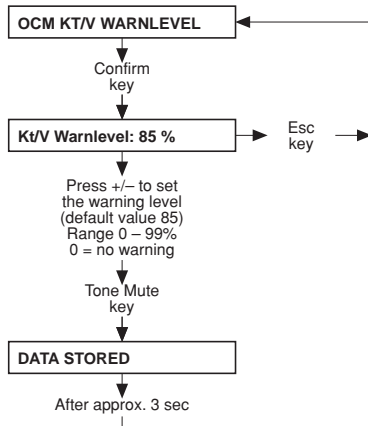 OCM KT/V WARNLEVEL
Confirm
key
Kt/V Warnlevel: 85 %
Esc
key
Press +/– to set
the warning level
(default value 85)
Range 0 – 99%
0 = no warning
Tone Mute
key
DATA STORED
After approx. 3 sec